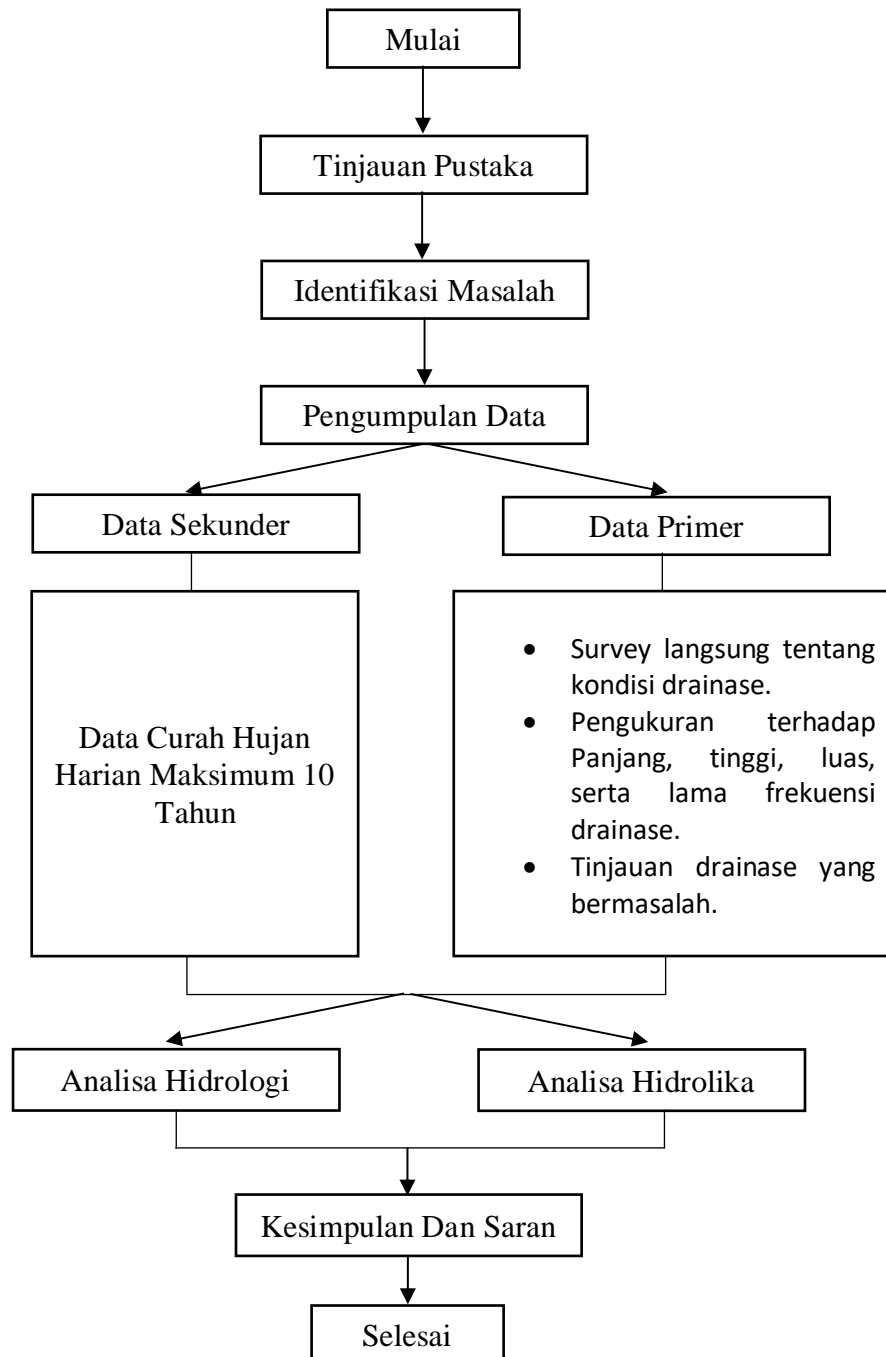 Mulai
Tinjauan Pustaka
Identifikasi Masalah
Pengumpulan Data
Data Sekunder
Data Primer
Data Curah Hujan
Harian Maksimum 10
Tahun
• Survey langsung tentang
kondisi drainase.
• Pengukuran terhadap
Panjang, tinggi, luas,
serta lama frekuensi
drainase.
• Tinjauan drainase yang
bermasalah.
Analisa Hidrologi
Analisa Hidrolika
Kesimpulan Dan Saran
Selesai